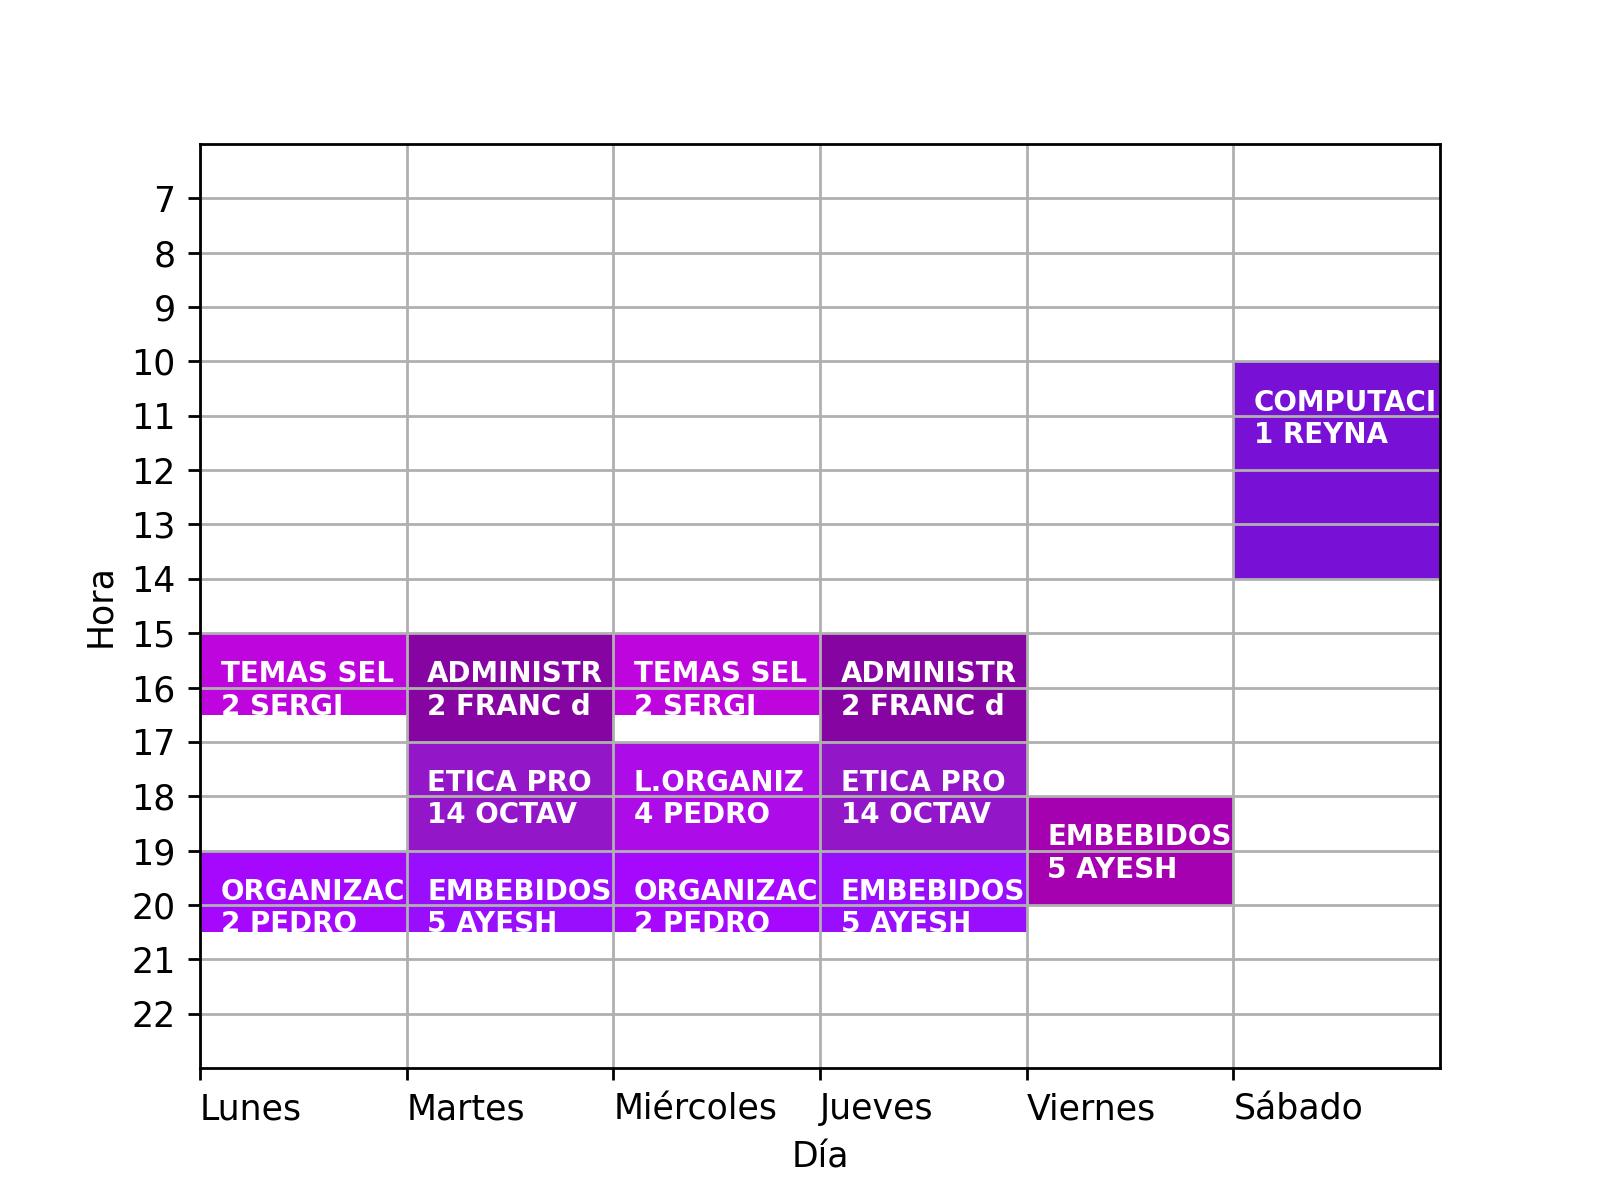 7
8
9
10
COMPUTACI
11
1 REYNA
12
13
14
Hora
15
TEMAS SEL
2 SERGI
ADMINISTR
2 FRANC d
TEMAS SEL
2 SERGI
ADMINISTR
2 FRANC d
16
17
ETICA PRO
14 OCTAV
L.ORGANIZ
4 PEDRO
ETICA PRO
14 OCTAV
18
EMBEBIDOS
5 AYESH
19
ORGANIZAC
2 PEDRO
EMBEBIDOS
5 AYESH
ORGANIZAC
2 PEDRO
EMBEBIDOS
5 AYESH
20
21
22
Lunes Martes Miércoles Jueves Viernes Sábado
Día